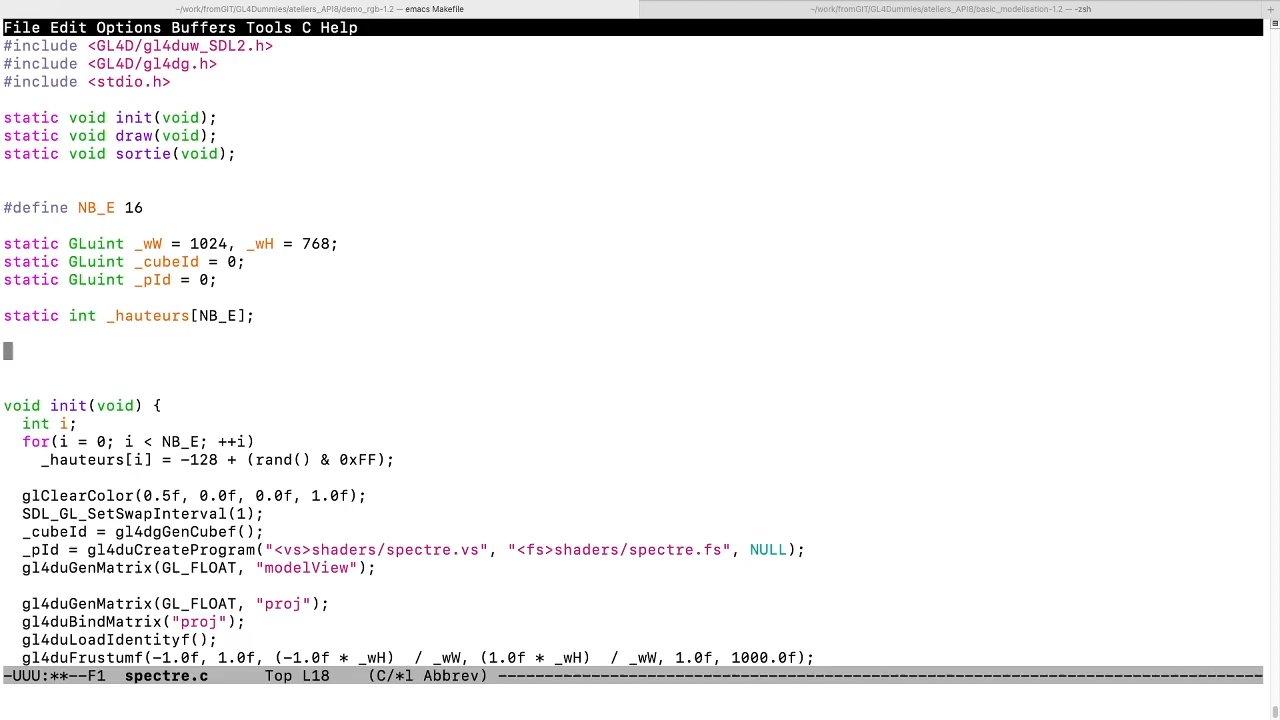 ~/work/fromGIT/GL4Dummies/ateliers_API8/demo_rgb-1.2 — emacs Makefile
~/work/fromGIT/GL4Dummies/ateliers_API8/basic_modelisation-1.2 — -zsh
File Edit Options Buffers Tools C Help
#include <GL4D/gl4duw_SDL2.h>
#include <GL4D/gl4dg.h>
#include <stdio.h>
static void init(void);
static void draw(void);
static void sortie(void);
#define NB_E 16
static GLuint _wW = 1024, _wH = 768;
static GLuint _cubeId = 0;
static GLuint _pId = 0;
static int _hauteurs[NB_E];
void init(void) {
  int i;
  for(i = 0; i < NB_E; ++i)
    _hauteurs[i] = -128 + (rand() & 0xFF);
  glClearColor(0.5f, 0.0f, 0.0f, 1.0f);
  SDL_GL_SetSwapInterval(1);
  _cubeId = gl4dgGenCubef();
  _pId = gl4duCreateProgram("<vs>shaders/spectre.vs", "<fs>shaders/spectre.fs", NULL);
  gl4duGenMatrix(GL_FLOAT, "modelView");
  gl4duGenMatrix(GL_FLOAT, "proj");
  gl4duBindMatrix("proj");
  gl4duLoadIdentityf();
  gl4duFrustumf(-1.0f, 1.0f, (-1.0f * _wH)  / _wW, (1.0f * _wH)  / _wW, 1.0f, 1000.0f);
-UUU:**--F1  spectre.c      Top L18    (C/*l Abbrev) ----------------------------------------------------------------------------------